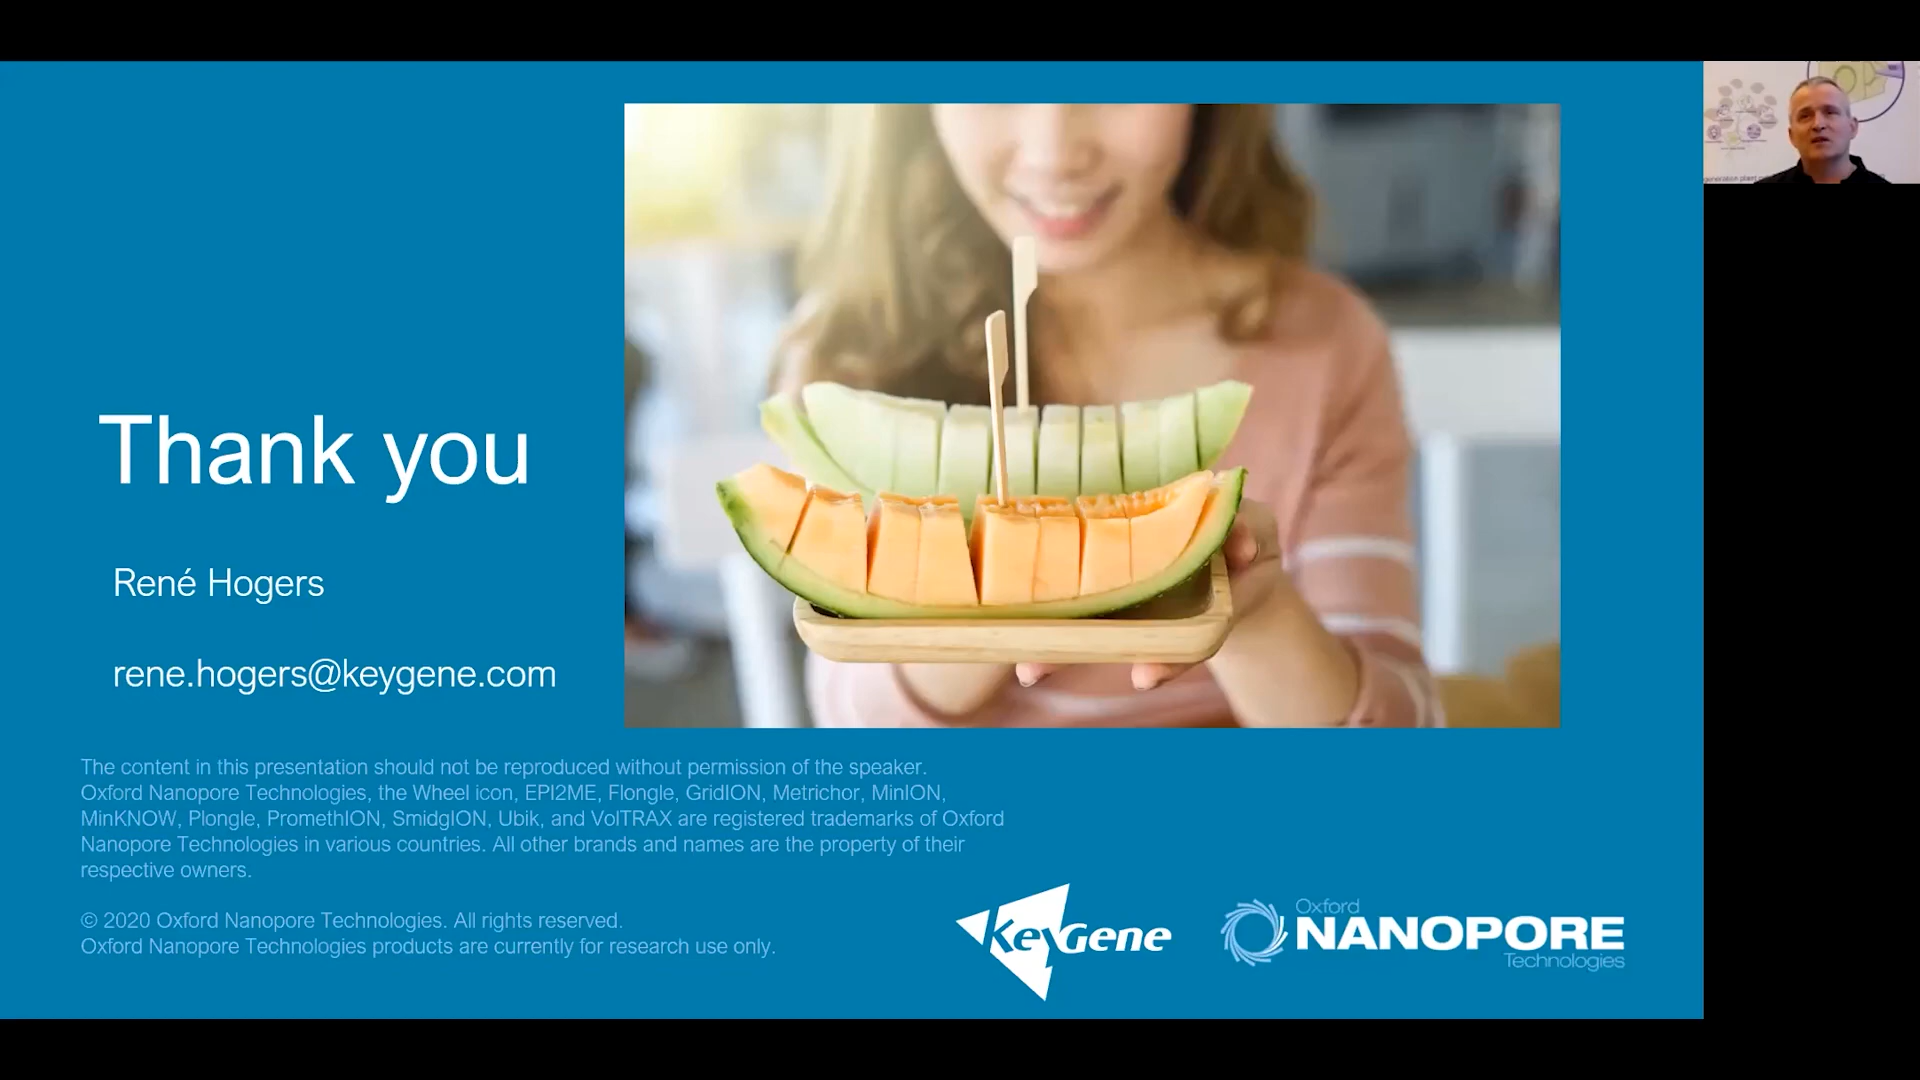 Thank you
René Hogers
rene.hogers@keygene.com
The content in this presentation should not be reproduced without permission of the speaker.
Oxford Nanopore Technologies, the Wheel icon, EPI2ME, Flongle, GridION, Metrichor, MinION,
MinKNOW, Plongle, PromethION, SmidgION, Ubik, and VolTRAX are registered trademarks of Oxford
Nanopore Technologies in various countries. All other brands and names are the property of their
respective owners.
© 2020 Oxford Nanopore Technologies. All rights reserved.
Oxford Nanopore Technologies products are currently for research use only.
KeyGene
Oxford
NANOPORE
Technologies